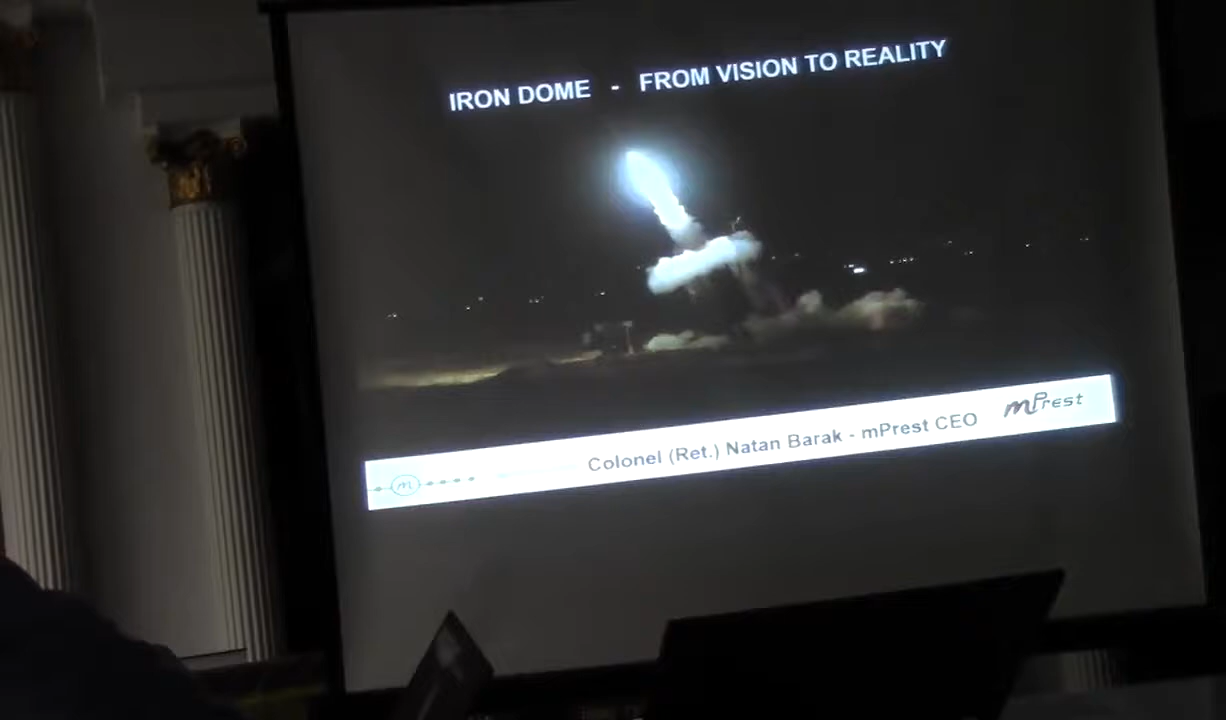 IRON DOME - FROM VISION TO REALITY
Colonel (Ret.) Natan Barak - mPrest CEO
mPrest
m